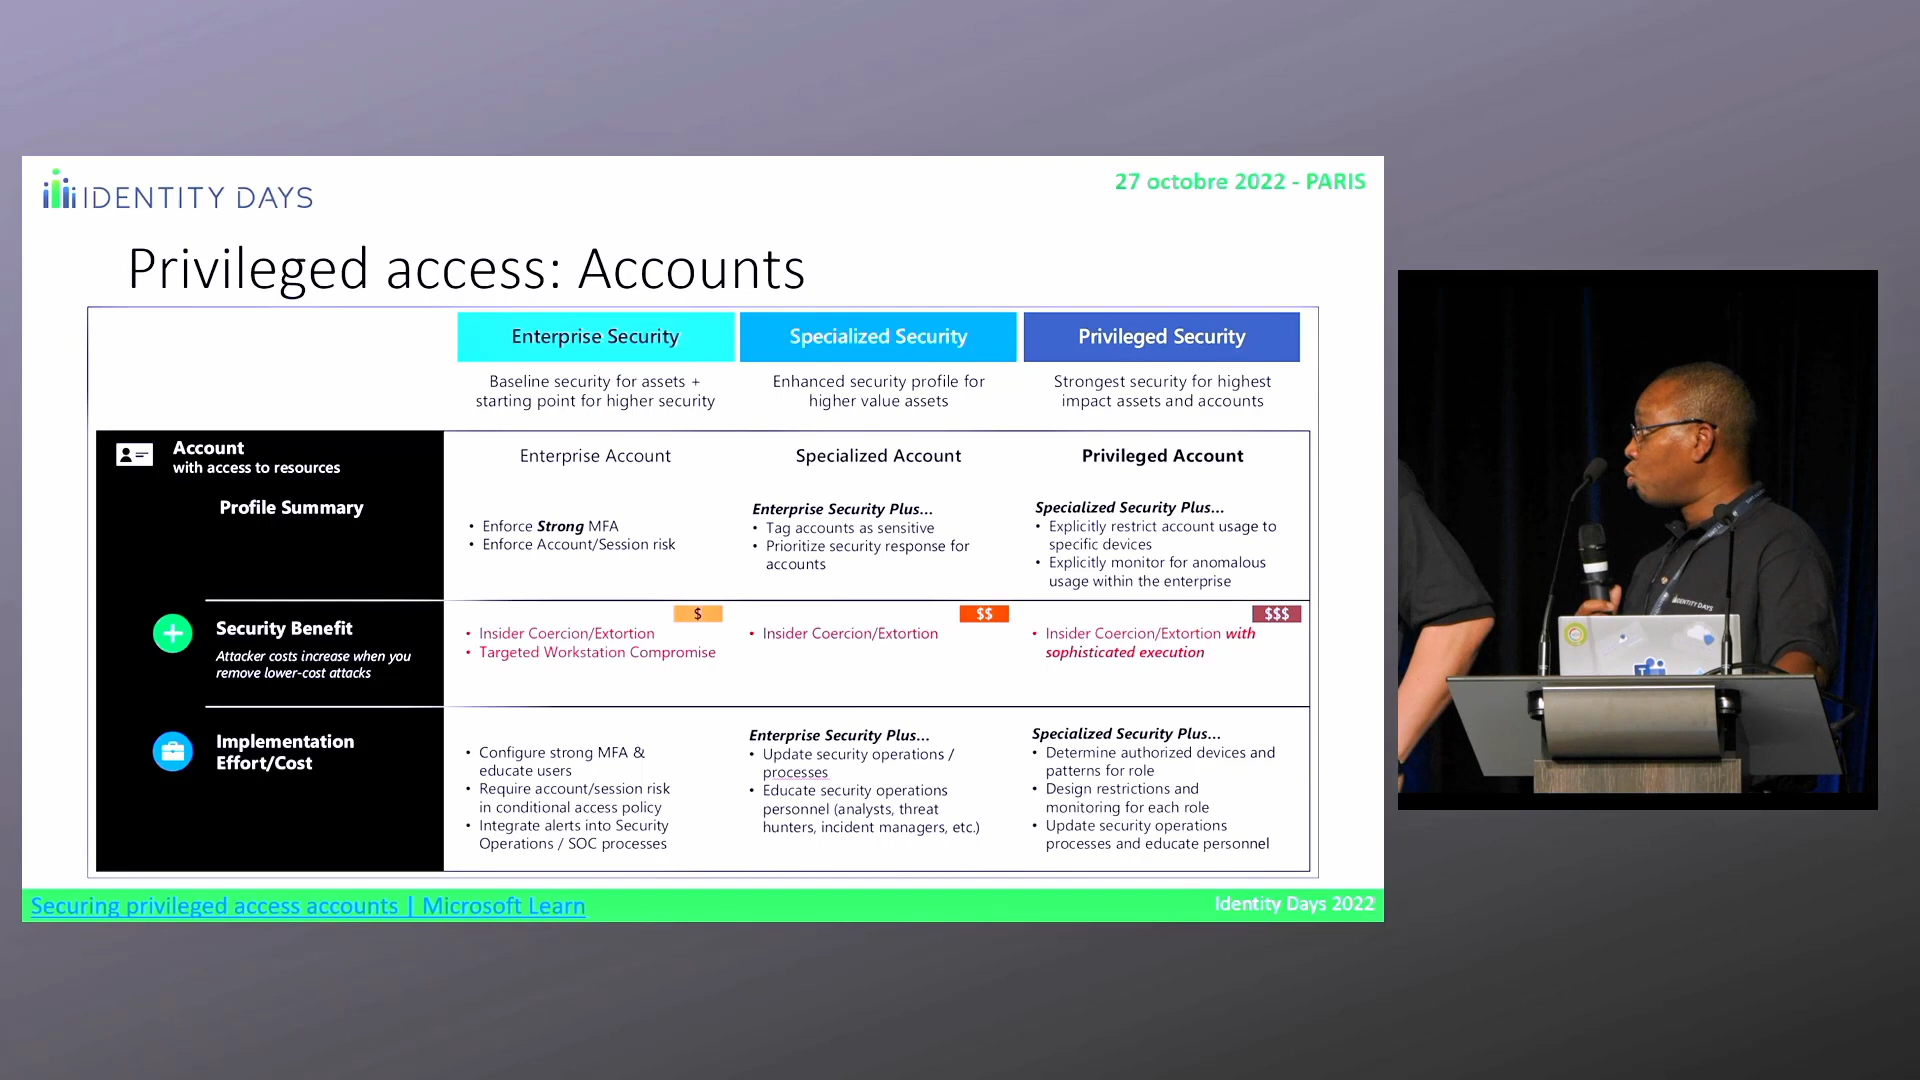 IDENTITY DAYS
27 octobre 2022 - PARIS
Privileged access: Accounts
Enterprise Security
Specialized Security
Privileged Security
Baseline security for assets +
starting point for higher security
Enhanced security profile for
higher value assets
Strongest security for highest
impact assets and accounts
Account
with access to resources
Enterprise Account
Specialized Account
Privileged Account
Profile Summary
• Enforce Strong MFA
• Enforce Account/Session risk
Enterprise Security Plus...
• Tag accounts as sensitive
• Prioritize security response for
accounts
Specialized Security Plus...
• Explicitly restrict account usage to
specific devices
• Explicitly monitor for anomalous
usage within the enterprise
Security Benefit
Attacker costs increase when you
remove lower-cost attacks
$
• Insider Coercion/Extortion
• Targeted Workstation Compromise
$$
• Insider Coercion/Extortion
$$$
• Insider Coercion/Extortion with
sophisticated execution
Implementation
Effort/Cost
• Configure strong MFA &
educate users
• Require account/session risk
in conditional access policy
• Integrate alerts into Security
Operations / SOC processes
Enterprise Security Plus...
• Update security operations /
processes
• Educate security operations
personnel (analysts, threat
hunters, incident managers, etc.)
Specialized Security Plus...
• Determine authorized devices and
patterns for role
• Design restrictions and
monitoring for each role
• Update security operations
processes and educate personnel
Securing privileged access accounts | Microsoft Learn
Identity Days 2022
IDENTITY DAYS